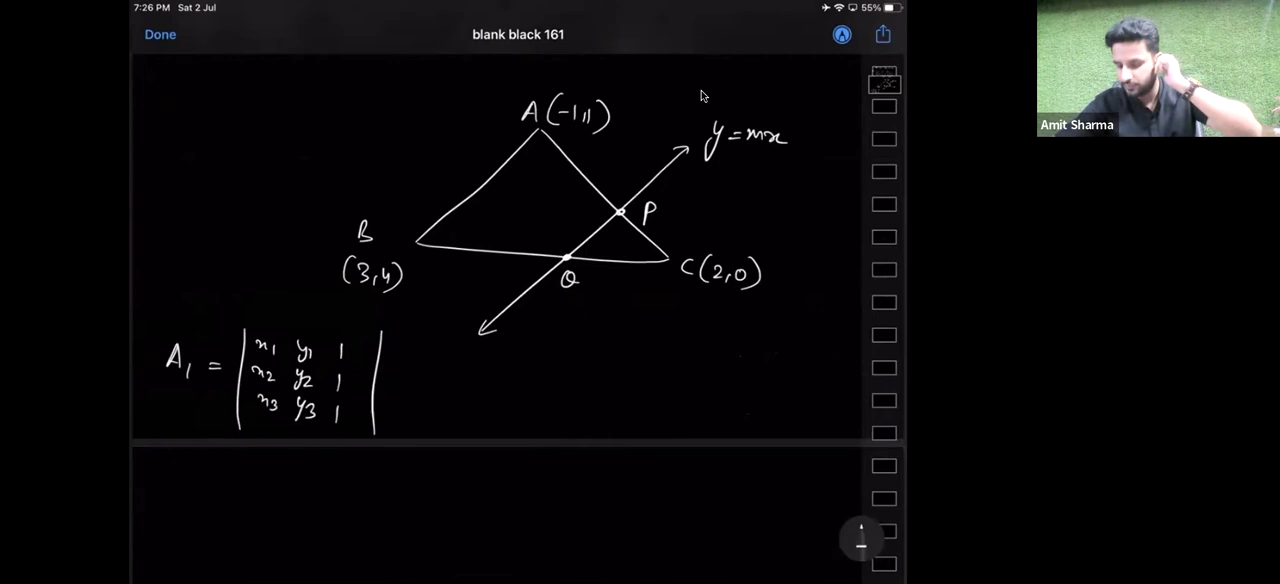 7:26 PM Sat 2 Jul
55%
Done
blank black 161
A(-1,1)
y=mx
P
B
(3,4)
Q
C(2,0)
A1 = | x1 y1 1 |
x2 y2 1
x3 y3 1
Amit Sharma